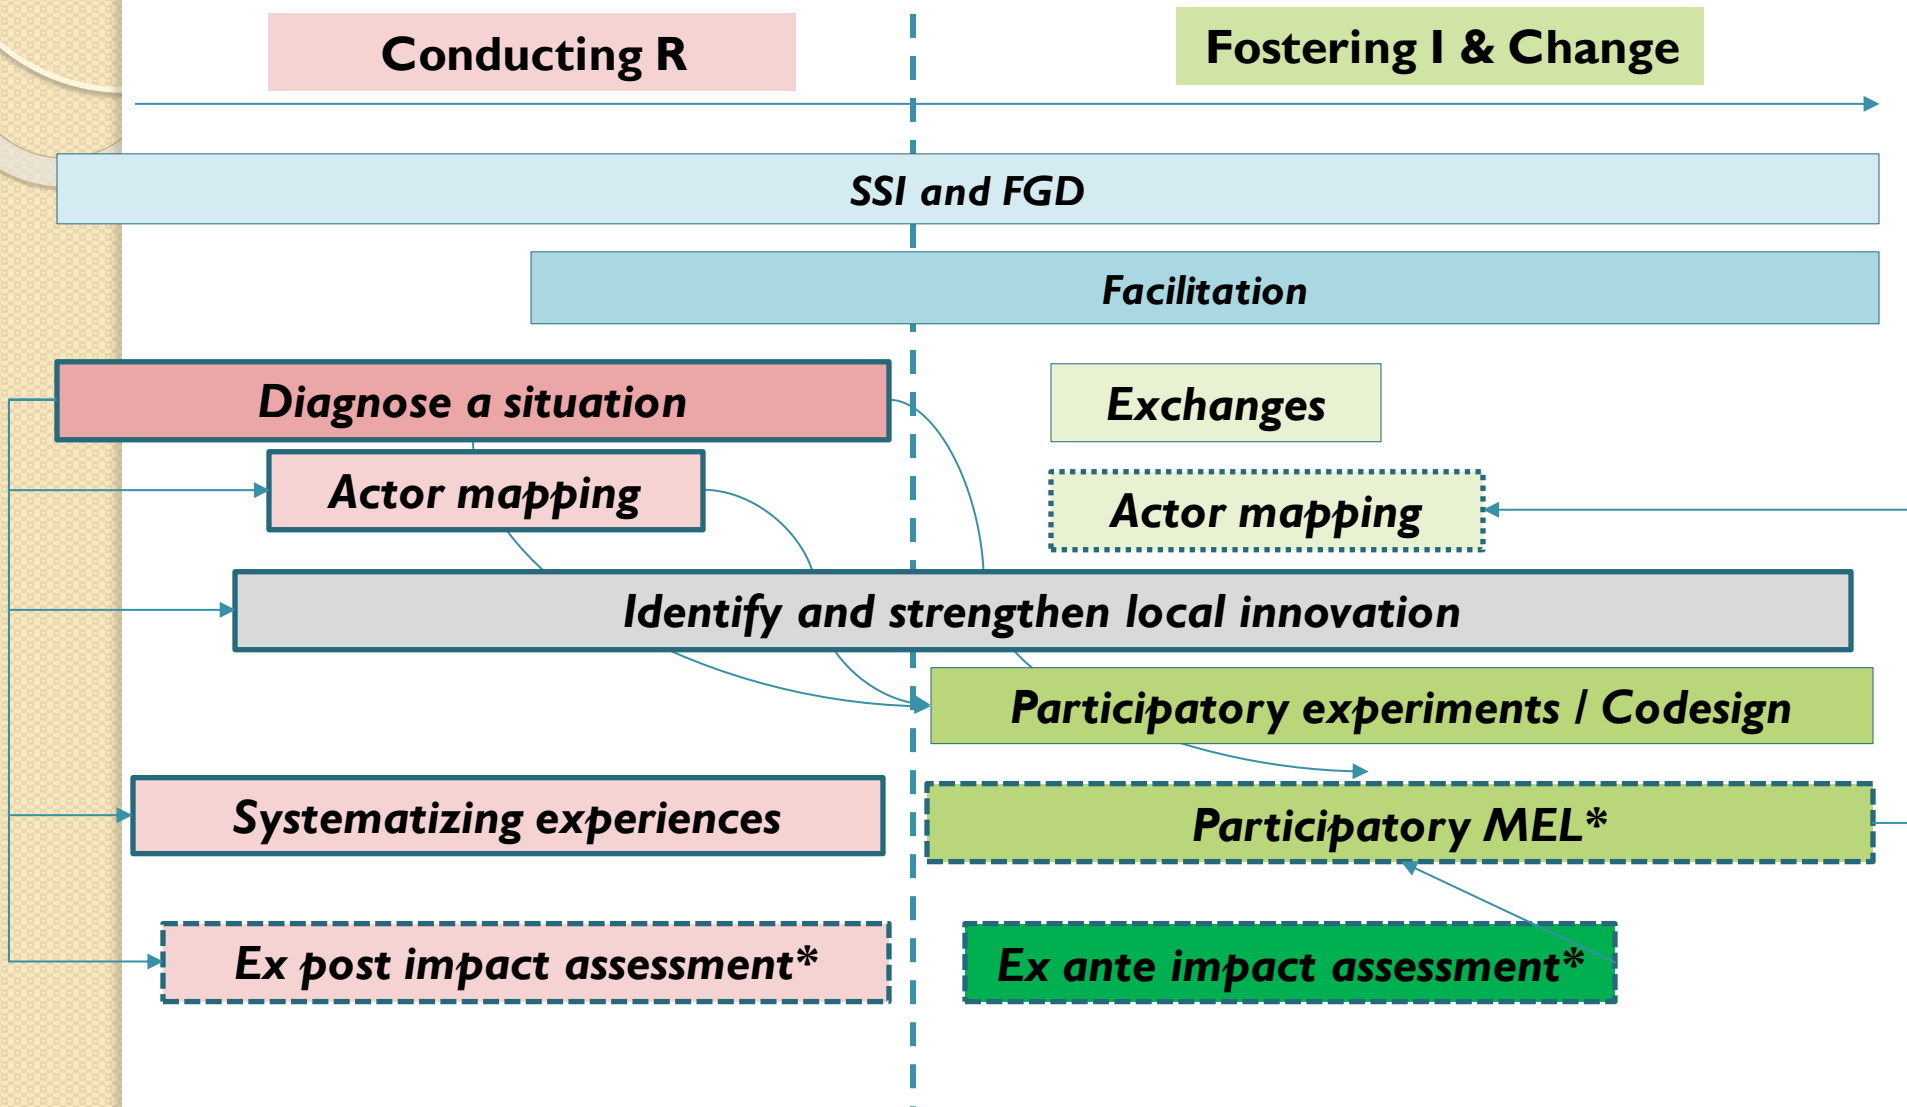 Conducting R
Fostering I & Change
SSI and FGD
Facilitation
Diagnose a situation
Exchanges
Actor mapping
Actor mapping
Identify and strengthen local innovation
Participatory experiments / Codesign
Systematizing experiences
Participatory MEL*
Ex post impact assessment*
Ex ante impact assessment*